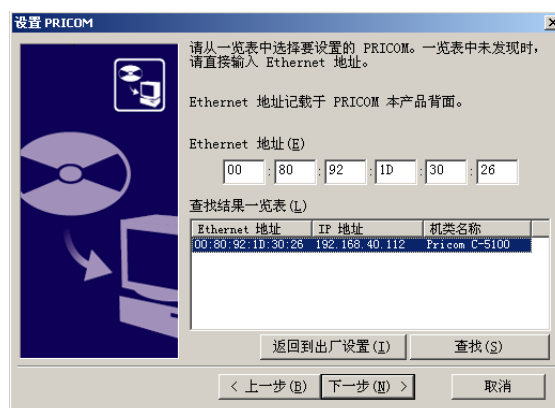 设置 PRICOM
请从一览表中选择要设置的 PRICOM。一览表中未发现时,
请直接输入 Ethernet 地址。
Ethernet 地址记载于 PRICOM 本产品背面。
Ethernet 地址(E)
00 : 80 : 92 : 1D : 30 : 26
查找结果一览表(L)
Ethernet 地址 IP 地址 机类名称
00:80:92:1D:30:26 192.168.40.112 Pricom C-5100
返回到出厂设置(I) 查找(S)
< 上一步(B) 下一步(N) > 取消